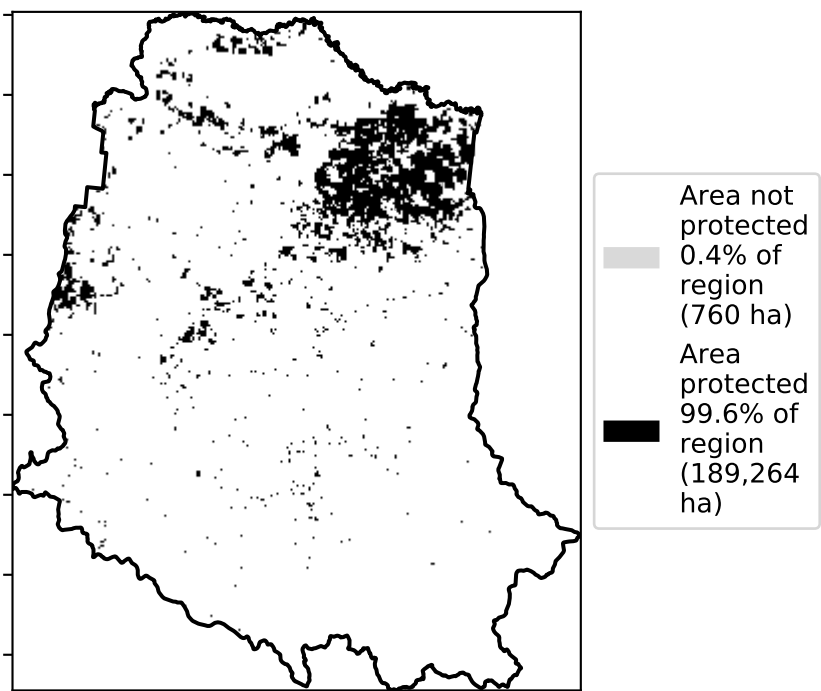 Area not
protected
0.4% of
region
(760 ha)
Area
protected
99.6% of
region
(189,264
ha)